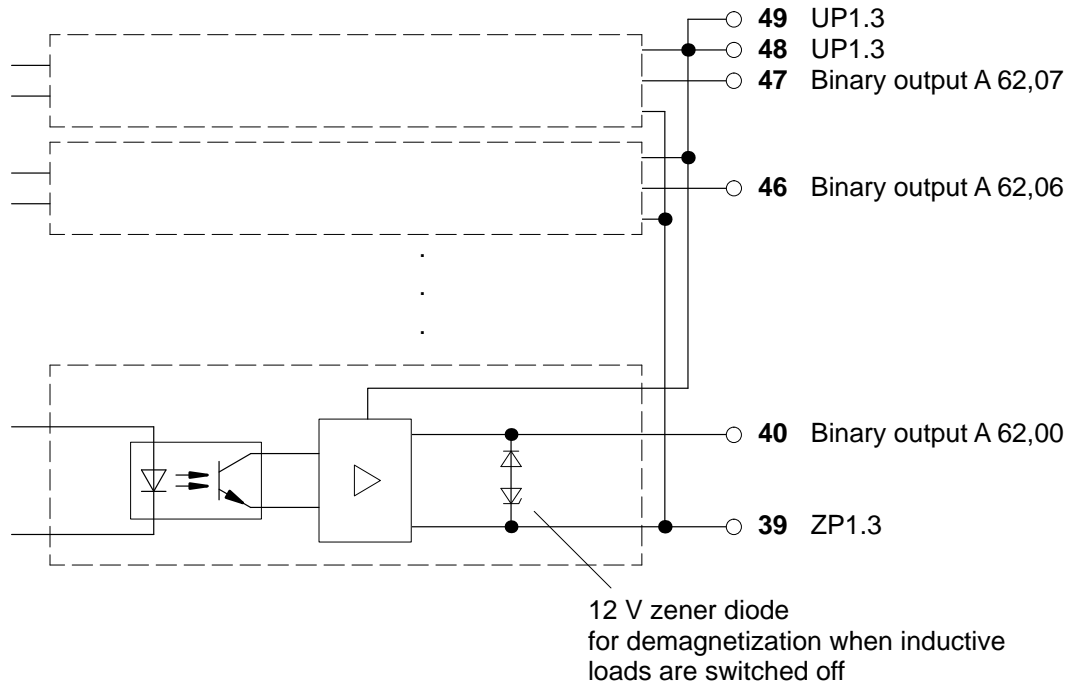 49 UP1.3
48 UP1.3
47 Binary output A 62,07
46 Binary output A 62,06
.
.
.
40 Binary output A 62,00
39 ZP1.3
12 V zener diode
for demagnetization when inductive
loads are switched off